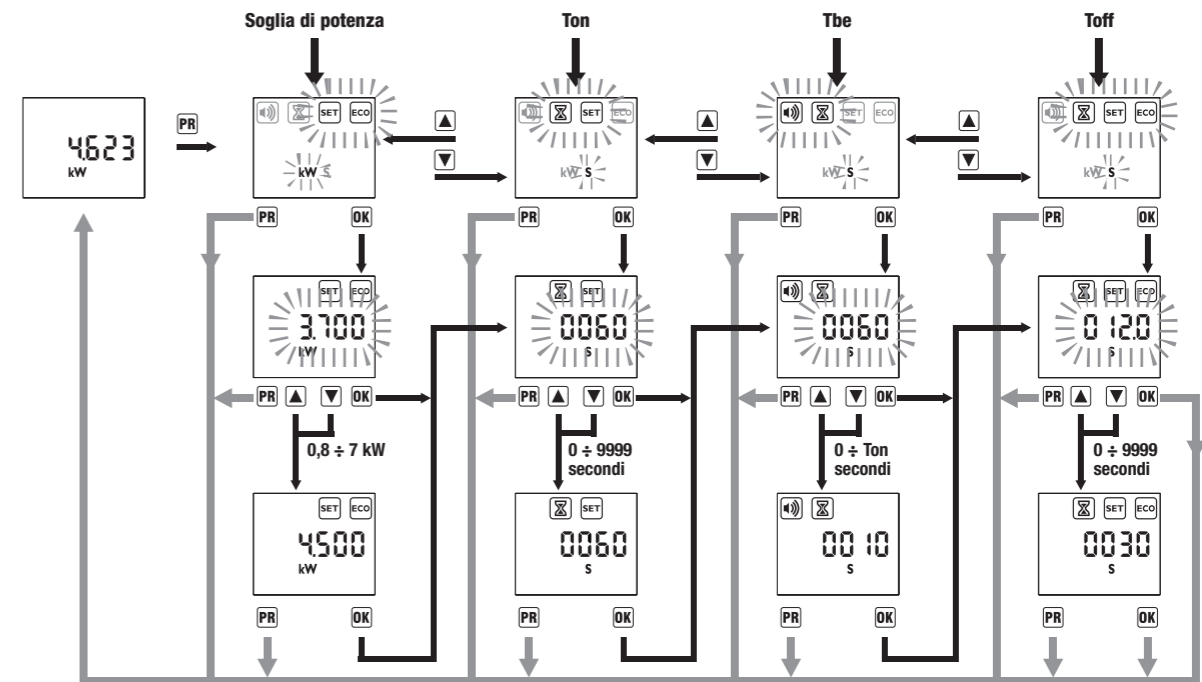 Soglia di potenza Ton Tbe Toff
SET ECO SET ECO SET ECO SET ECO
PR
4.623
kW
kW S kW S kW S kW S
PR OK PR OK PR OK PR OK
SET ECO SET SET ECO
3.700 0060 0060 012.0
kW S S S
PR OK PR OK PR OK PR OK
0,8 ÷ 7 kW 0 ÷ 9999 0 ÷ Ton 0 ÷ 9999
secondi secondi secondi
SET ECO SET SET ECO
4.500 0060 0010 0030
kW S S S
PR OK PR OK PR OK PR OK